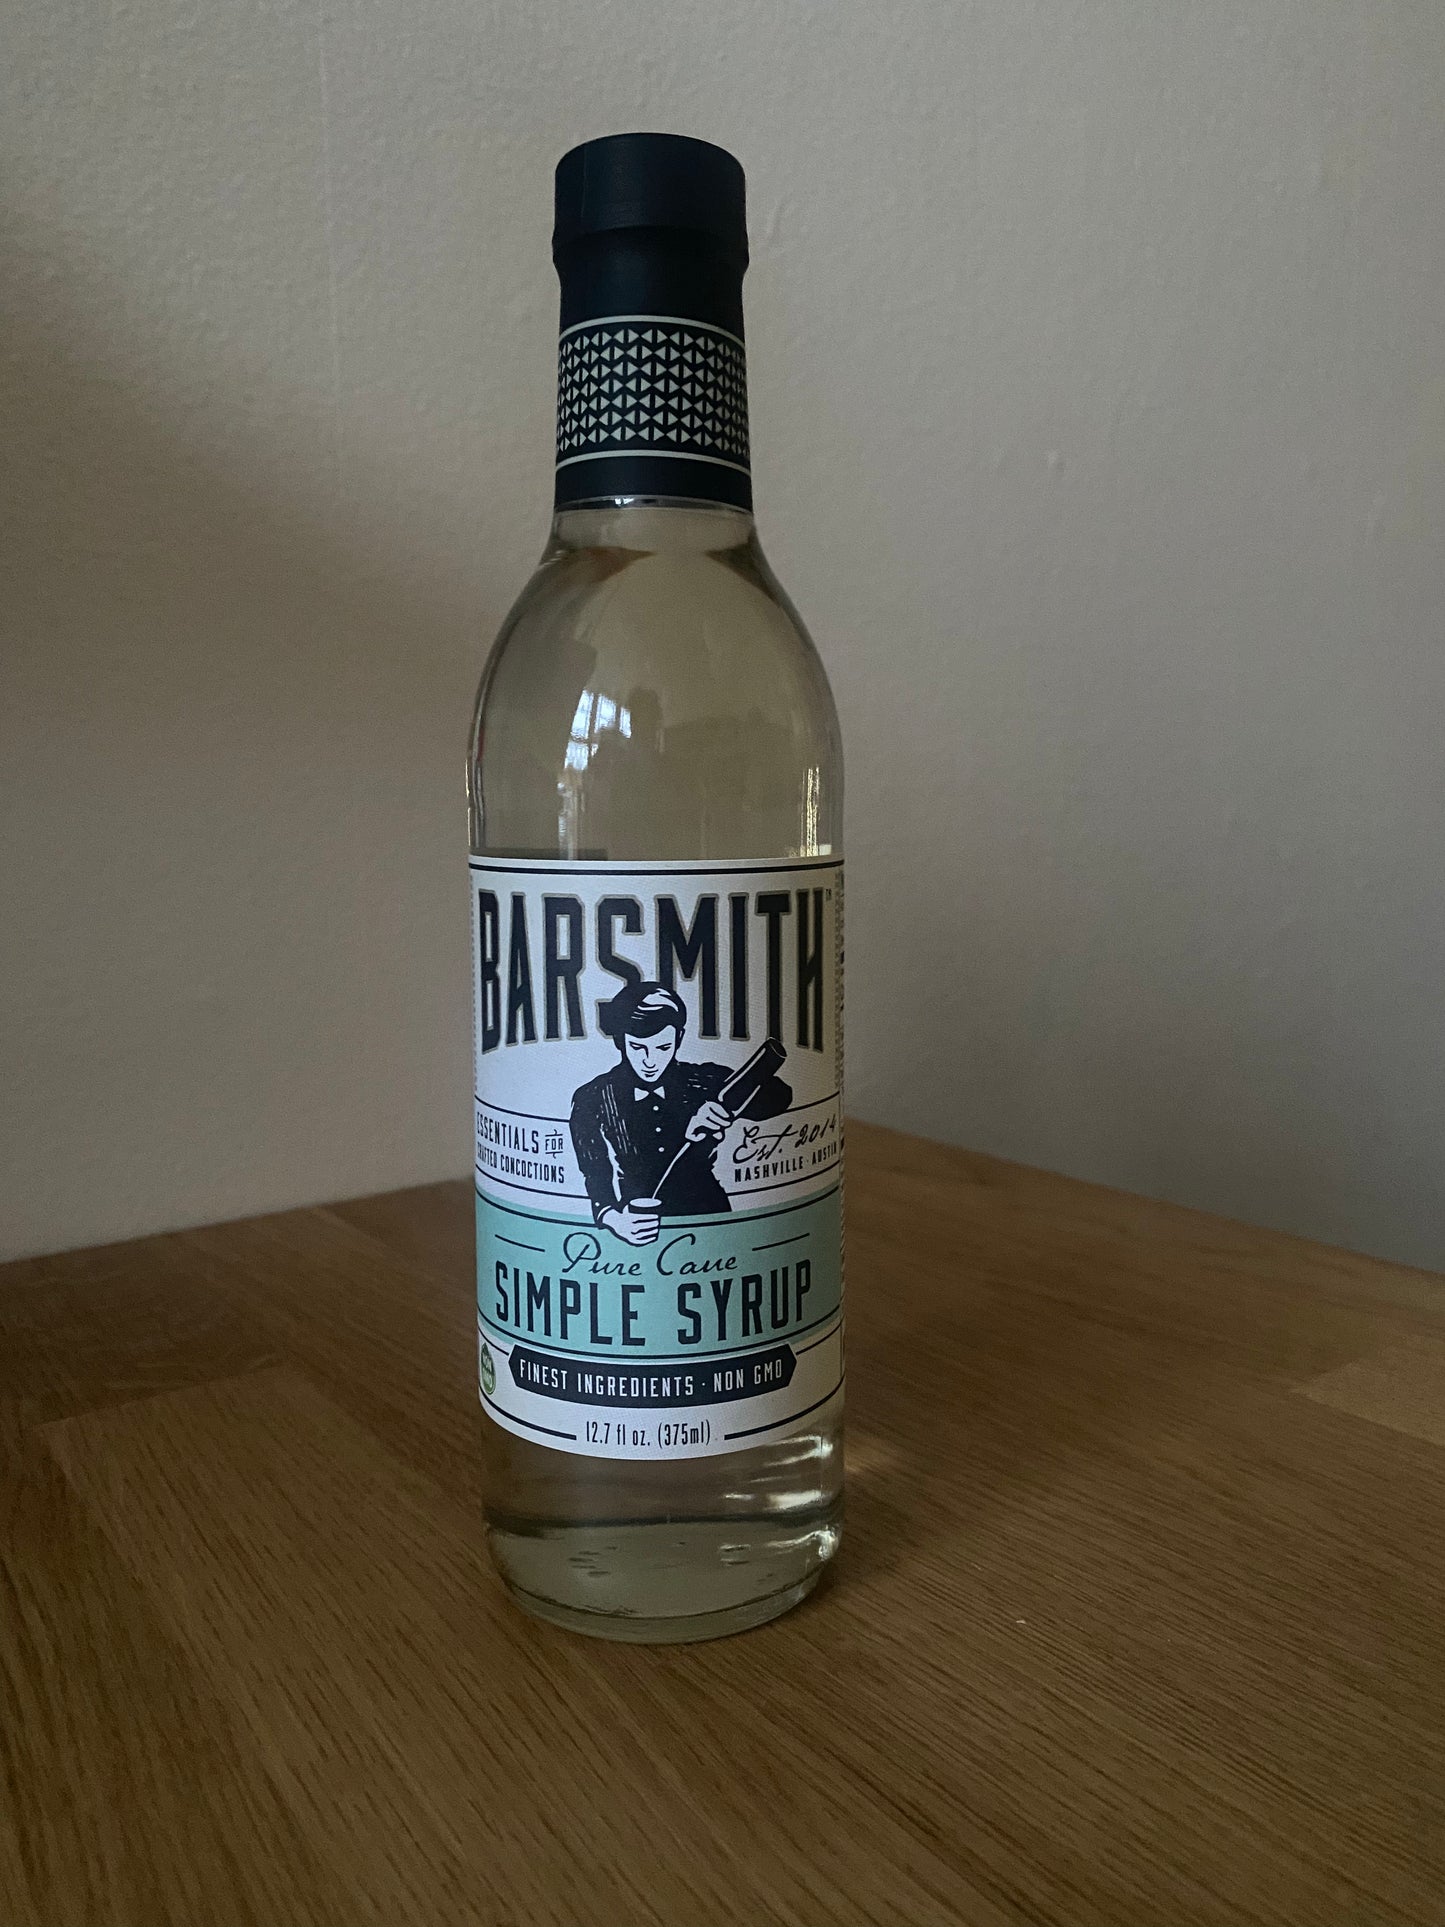 BARSMITH™
ESSENTIALS FOR
CRAFTED CONCOCTIONS
Est. 2014
NASHVILLE · AUSTIN
Pure Cane
SIMPLE SYRUP
FINEST INGREDIENTS · NON GMO
12.7 fl oz. (375ml)